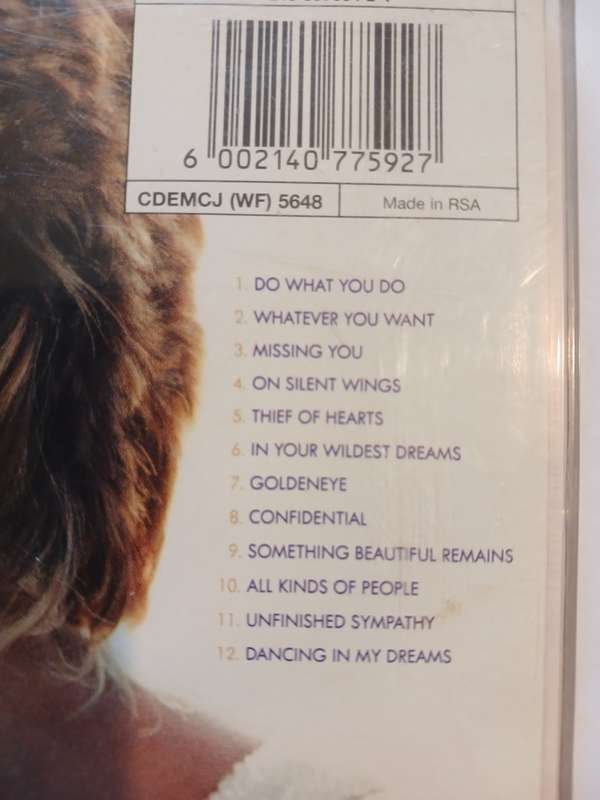 6 002140 775927
CDEMCJ (WF) 5648
Made in RSA
1. DO WHAT YOU DO
2. WHATEVER YOU WANT
3. MISSING YOU
4. ON SILENT WINGS
5. THIEF OF HEARTS
6. IN YOUR WILDEST DREAMS
7. GOLDENEYE
8. CONFIDENTIAL
9. SOMETHING BEAUTIFUL REMAINS
10. ALL KINDS OF PEOPLE
11. UNFINISHED SYMPATHY
12. DANCING IN MY DREAMS